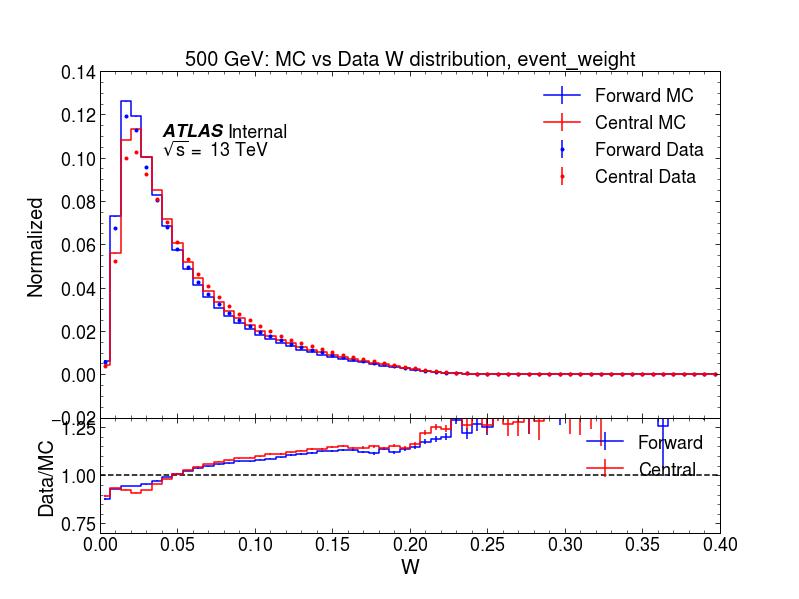 500 GeV: MC vs Data W distribution, event_weight
0.14
0.12
0.10
0.08
0.06
0.04
0.02
0.00
−0.02
Normalized
ATLAS Internal
√s = 13 TeV
Forward MC
Central MC
Forward Data
Central Data
1.25
1.00
0.75
Data/MC
Forward
Central
0.00 0.05 0.10 0.15 0.20 0.25 0.30 0.35 0.40
W